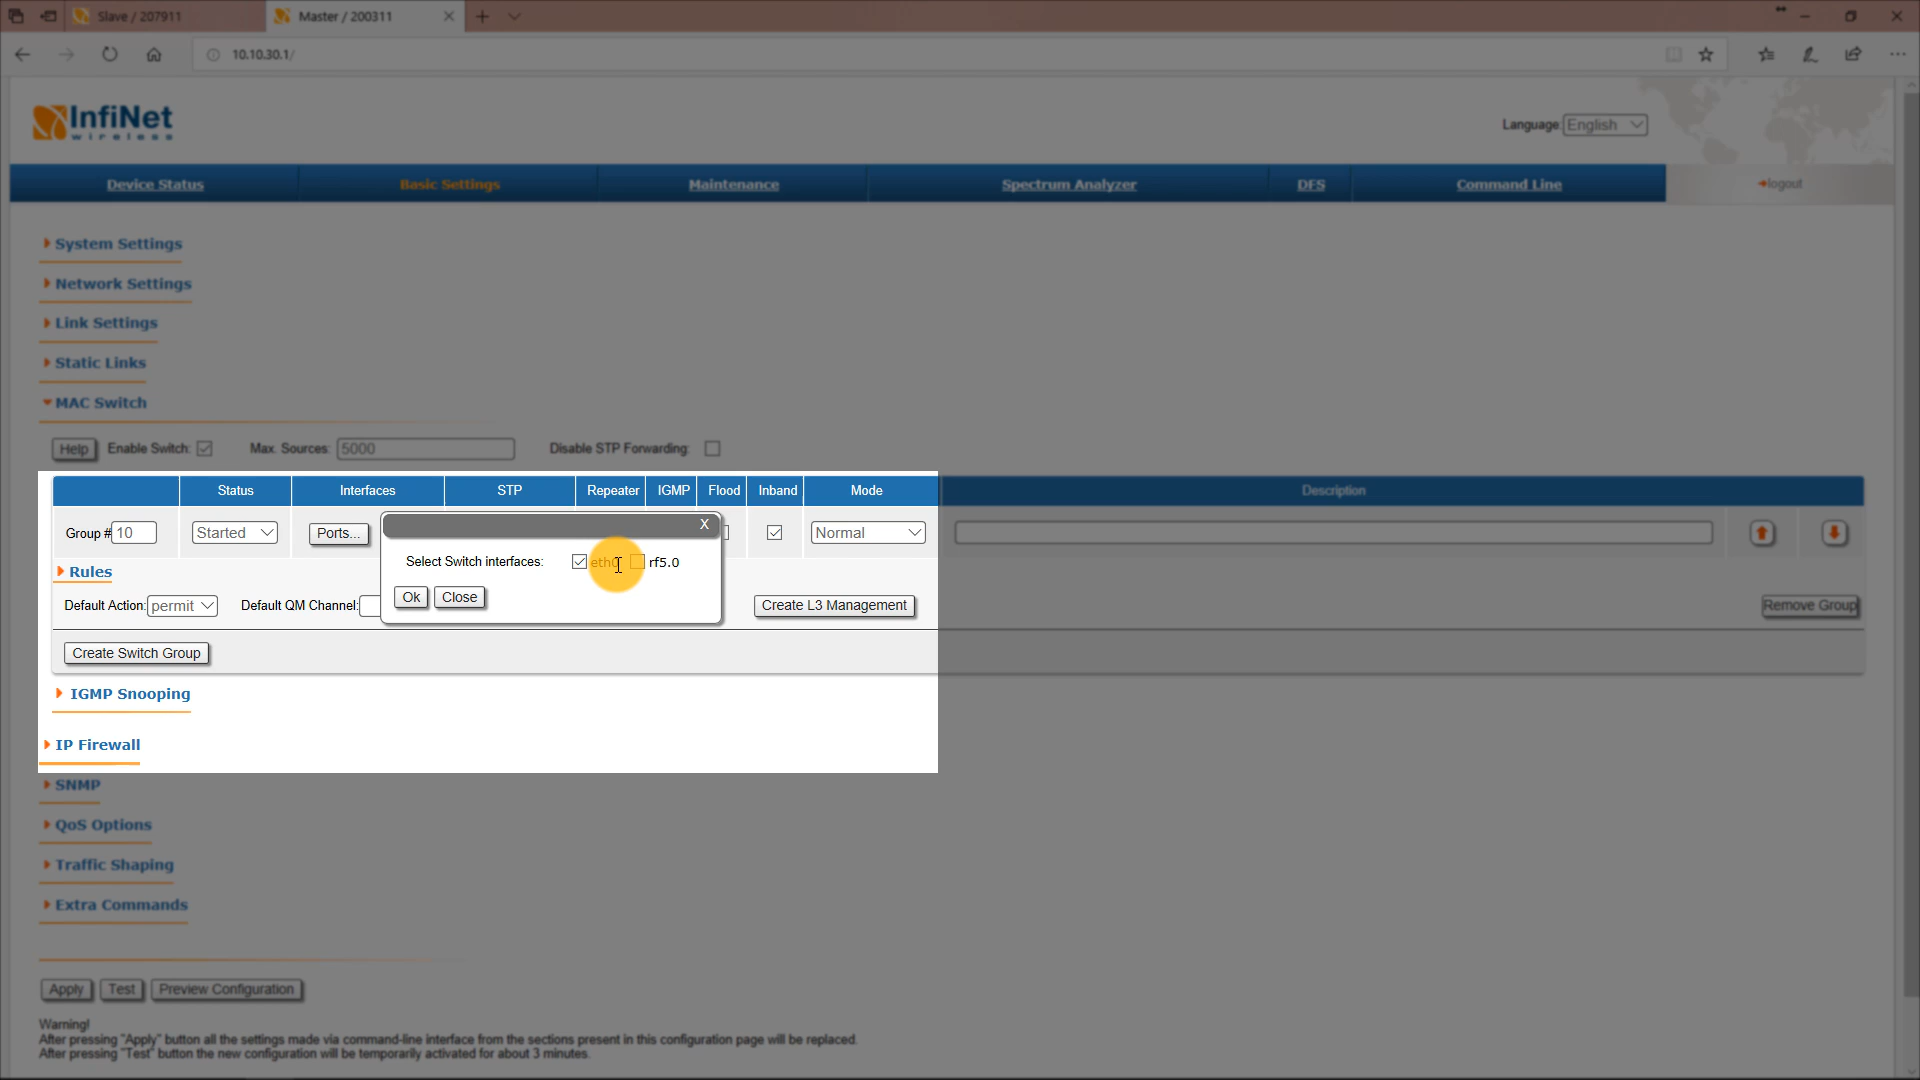 Slave / 207911
Master / 200311
10.10.30.1/
InfiNet
wireless
Language: English
Device Status
Basic Settings
Maintenance
Spectrum Analyzer
DFS
Command Line
logout
System Settings
Network Settings
Link Settings
Static Links
MAC Switch
Help Enable Switch: Max. Sources: 5000 Disable STP Forwarding:
Status Interfaces STP Repeater IGMP Flood Inband Mode Description
Group # 10 Started Ports... X Normal
Select Switch interfaces: eth0 rf5.0
Rules
Ok Close
Default Action: permit Default QM Channel: Create L3 Management Remove Group
Create Switch Group
IGMP Snooping
IP Firewall
SNMP
QoS Options
Traffic Shaping
Extra Commands
Apply Test Preview Configuration
Warning!
After pressing "Apply" button all the settings made via command-line interface from the sections present in this configuration page will be replaced.
After pressing "Test" button the new configuration will be temporarily activated for about 3 minutes.